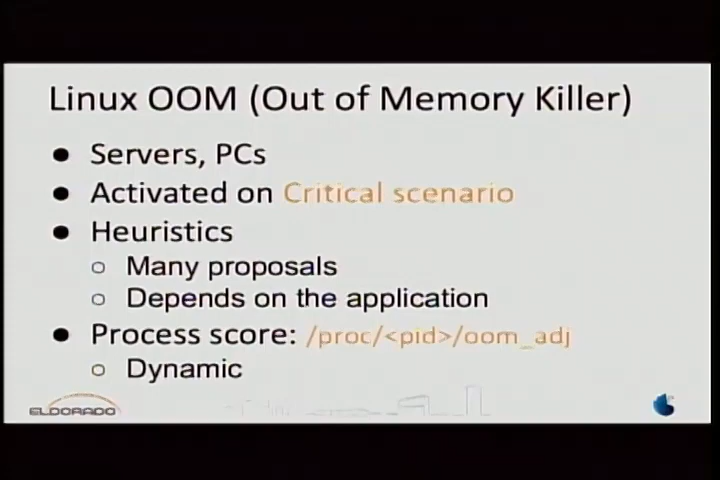 Linux OOM (Out of Memory Killer)
● Servers, PCs
● Activated on Critical scenario
● Heuristics
○ Many proposals
○ Depends on the application
● Process score: /proc/<pid>/oom_adj
○ Dynamic
ELDORADO